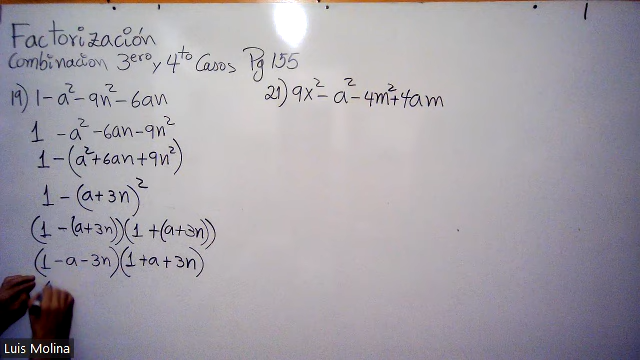 Factorización
Combinacion 3ero y 4to Casos Pg 155
19) 1-a²-9n²-6an
1 -a²-6an-9n²
1-(a²+6an+9n²)
1-(a+3n)²
(1-(a+3n))(1+(a+3n))
(1-a-3n)(1+a+3n)
21) 9x²-a²-4m²+4am
Luis Molina